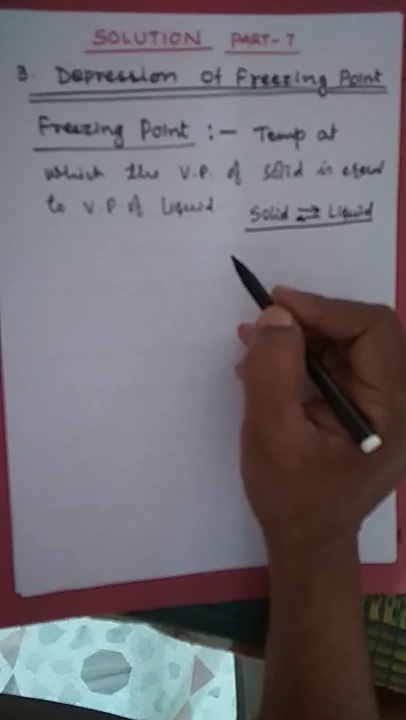 SOLUTION PART-7
3. Depression of Freezing Point
Freezing Point :- Temp at
which the V.P. of solid is equal
to V.P of Liquid
Solid ⇌ Liquid